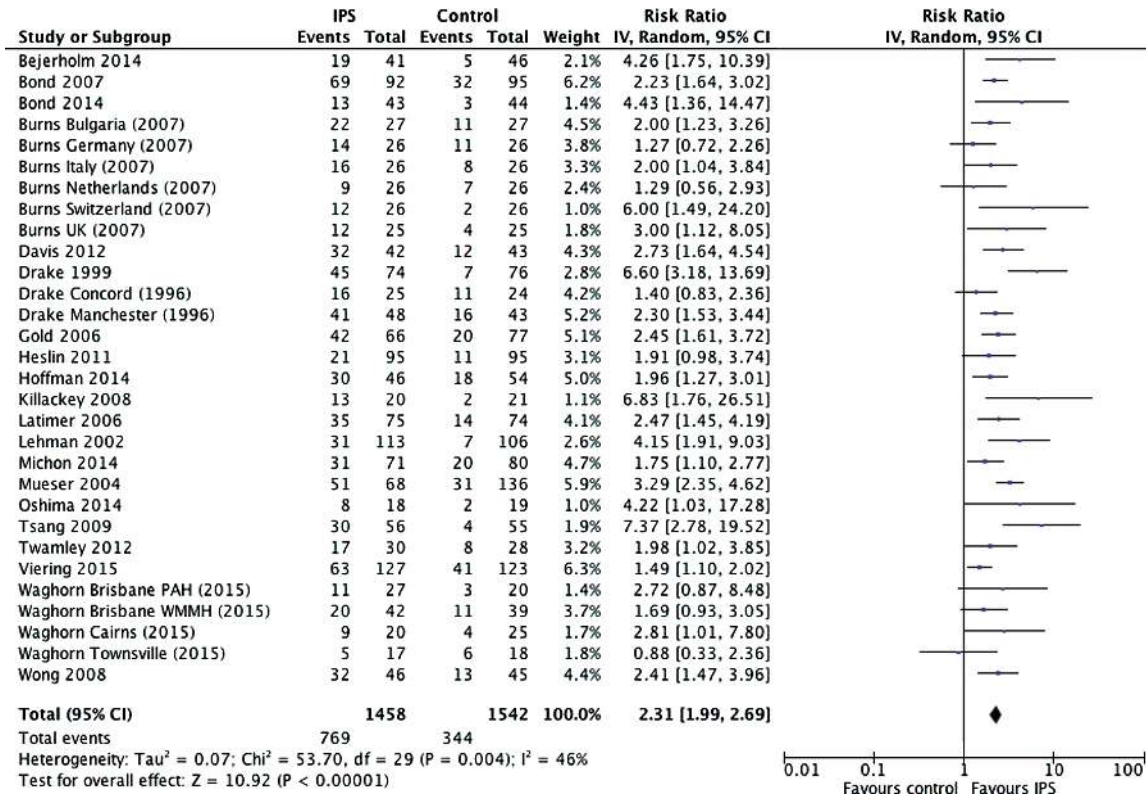 IPS Control Risk Ratio Risk Ratio
Study or Subgroup Events Total Events Total Weight IV, Random, 95% CI IV, Random, 95% CI
Bejerholm 2014 19 41 5 46 2.1% 4.26 [1.75, 10.39]
Bond 2007 69 92 32 95 6.2% 2.23 [1.64, 3.02]
Bond 2014 13 43 3 44 1.4% 4.43 [1.36, 14.47]
Burns Bulgaria (2007) 22 27 11 27 4.5% 2.00 [1.23, 3.26]
Burns Germany (2007) 14 26 11 26 3.8% 1.27 [0.72, 2.26]
Burns Italy (2007) 16 26 8 26 3.3% 2.00 [1.04, 3.84]
Burns Netherlands (2007) 9 26 7 26 2.4% 1.29 [0.56, 2.93]
Burns Switzerland (2007) 12 26 2 26 1.0% 6.00 [1.49, 24.20]
Burns UK (2007) 12 25 4 25 1.8% 3.00 [1.12, 8.05]
Davis 2012 32 42 12 43 4.3% 2.73 [1.64, 4.54]
Drake 1999 45 74 7 76 2.8% 6.60 [3.18, 13.69]
Drake Concord (1996) 16 25 11 24 4.2% 1.40 [0.83, 2.36]
Drake Manchester (1996) 41 48 16 43 5.2% 2.30 [1.53, 3.44]
Gold 2006 42 66 20 77 5.1% 2.45 [1.61, 3.72]
Heslin 2011 21 95 11 95 3.1% 1.91 [0.98, 3.74]
Hoffman 2014 30 46 18 54 5.0% 1.96 [1.27, 3.01]
Killackey 2008 13 20 2 21 1.1% 6.83 [1.76, 26.51]
Latimer 2006 35 75 14 74 4.1% 2.47 [1.45, 4.19]
Lehman 2002 31 113 7 106 2.6% 4.15 [1.91, 9.03]
Michon 2014 31 71 20 80 4.7% 1.75 [1.10, 2.77]
Mueser 2004 51 68 31 136 5.9% 3.29 [2.35, 4.62]
Oshima 2014 8 18 2 19 1.0% 4.22 [1.03, 17.28]
Tsang 2009 30 56 4 55 1.9% 7.37 [2.78, 19.52]
Twamley 2012 17 30 8 28 3.2% 1.98 [1.02, 3.85]
Viering 2015 63 127 41 123 6.3% 1.49 [1.10, 2.02]
Waghorn Brisbane PAH (2015) 11 27 3 20 1.4% 2.72 [0.87, 8.48]
Waghorn Brisbane WMMH (2015) 20 42 11 39 3.7% 1.69 [0.93, 3.05]
Waghorn Cairns (2015) 9 20 4 25 1.7% 2.81 [1.01, 7.80]
Waghorn Townsville (2015) 5 17 6 18 1.8% 0.88 [0.33, 2.36]
Wong 2008 32 46 13 45 4.4% 2.41 [1.47, 3.96]
Total (95% CI) 1458 1542 100.0% 2.31 [1.99, 2.69]
Total events 769 344
Heterogeneity: Tau² = 0.07; Chi² = 53.70, df = 29 (P = 0.004); I² = 46%
Test for overall effect: Z = 10.92 (P < 0.00001)
0.01 0.1 1 10 100
Favours control Favours IPS